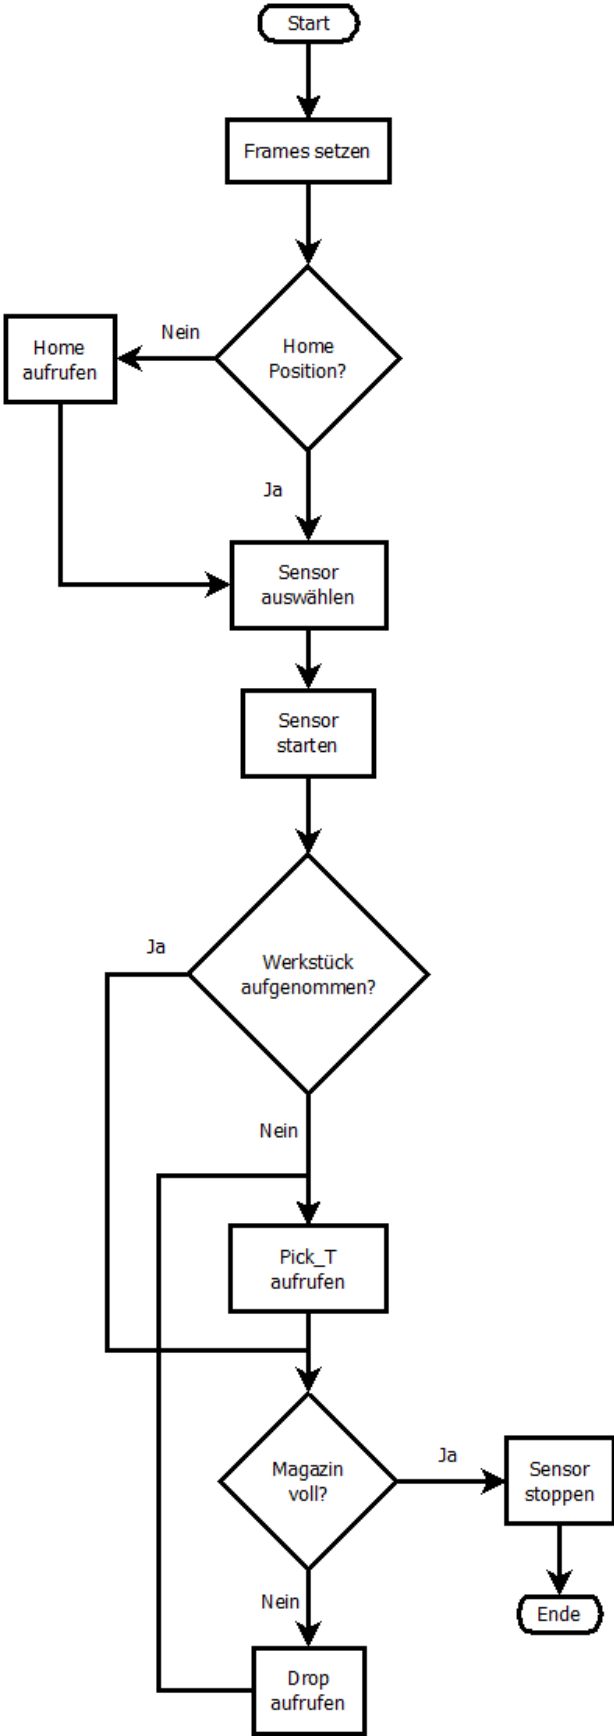 Start
Frames setzen
Home
Position?
Nein
Home
aufrufen
Ja
Sensor
auswählen
Sensor
starten
Werkstück
aufgenommen?
Ja
Nein
Pick_T
aufrufen
Magazin
voll?
Ja
Sensor
stoppen
Ende
Nein
Drop
aufrufen